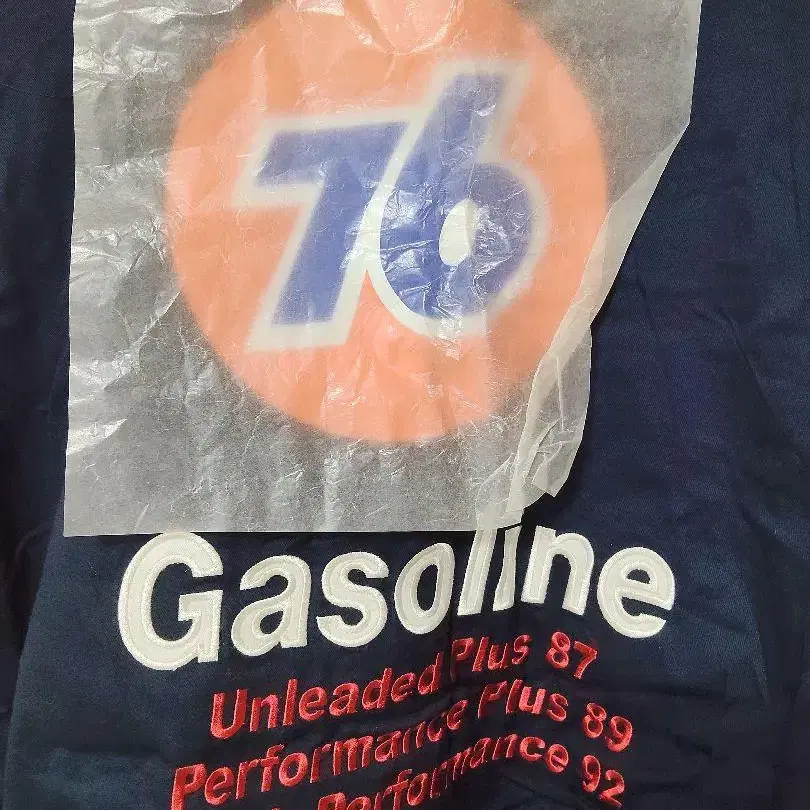 76
Gasoline
Unleaded Plus 87
Performance Plus 89
Performance 92